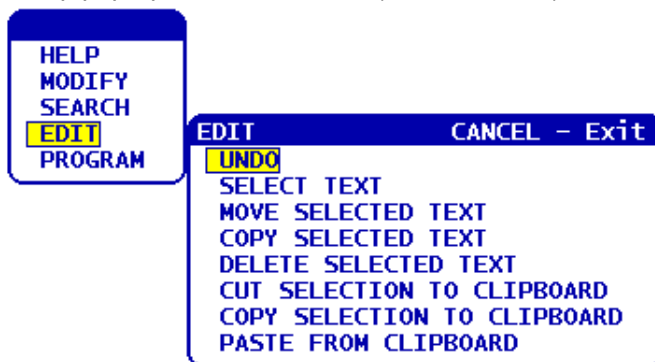 HELP
MODIFY
SEARCH
EDIT
PROGRAM
EDIT CANCEL - Exit
UNDO
SELECT TEXT
MOVE SELECTED TEXT
COPY SELECTED TEXT
DELETE SELECTED TEXT
CUT SELECTION TO CLIPBOARD
COPY SELECTION TO CLIPBOARD
PASTE FROM CLIPBOARD